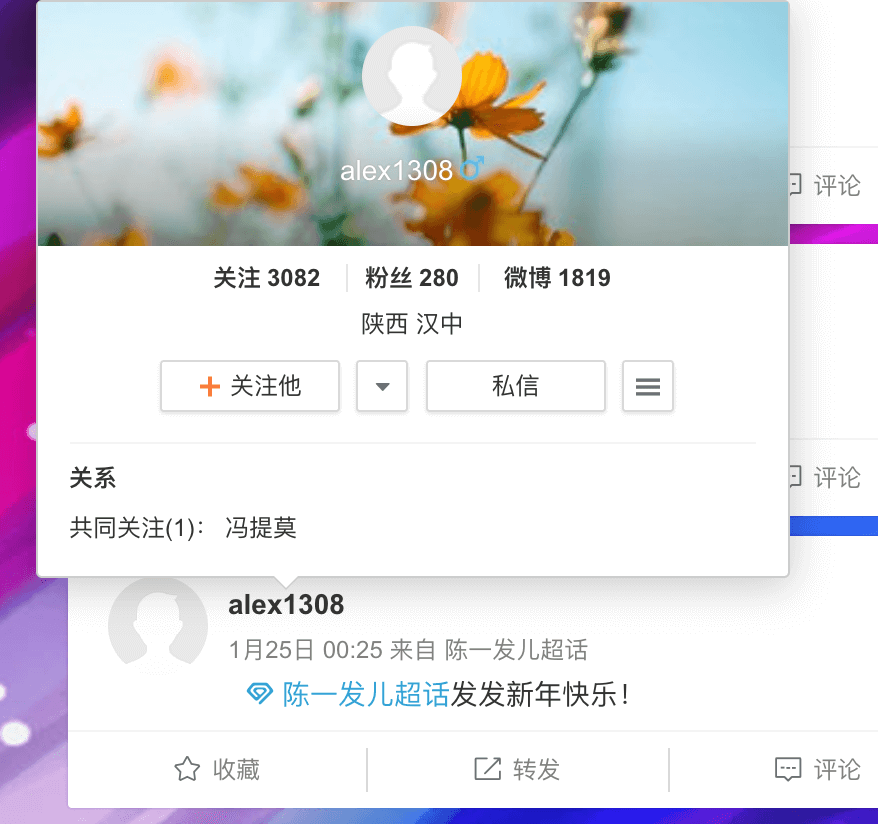 alex1308
关注 3082 粉丝 280 微博 1819
陕西 汉中
关注他 私信
关系
共同关注(1)： 冯提莫
评论
评论
alex1308
1月25日 00:25 来自 陈一发儿超话
陈一发儿超话发发新年快乐！
收藏 转发 评论